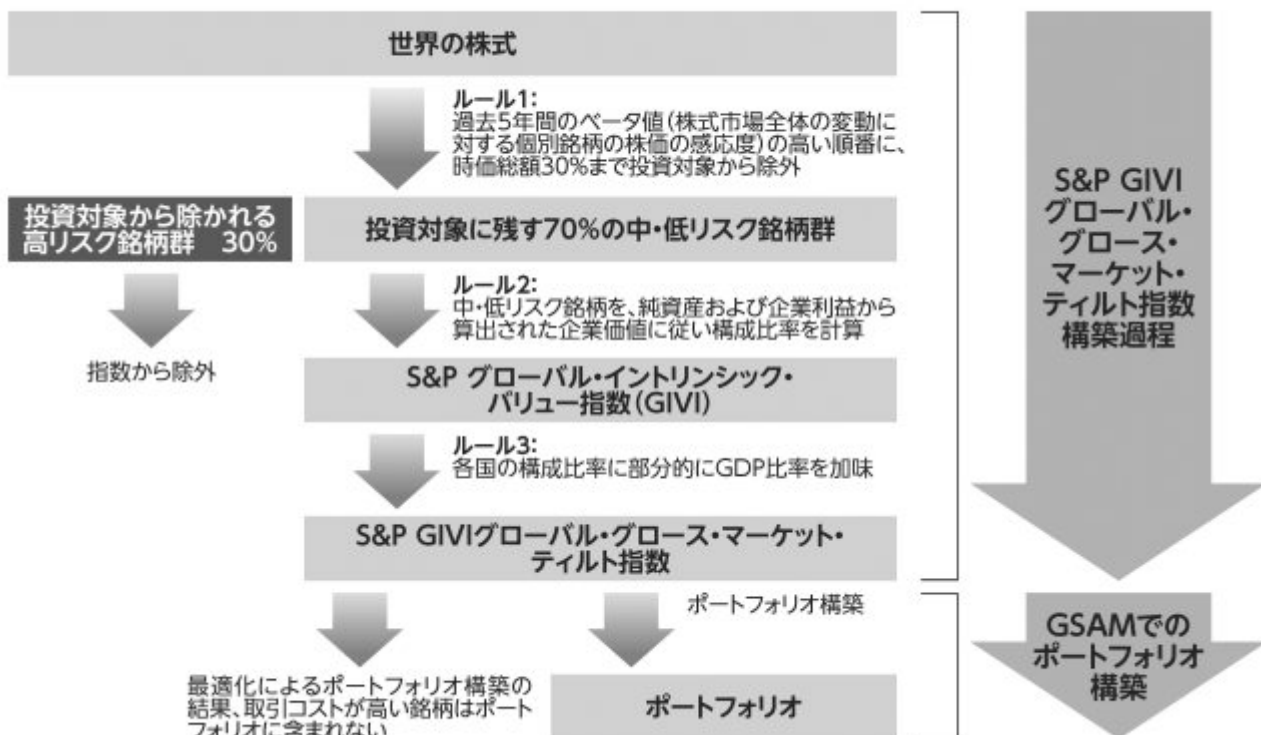 世界の株式
ルール1:
過去5年間のベータ値(株式市場全体の変動に
対する個別銘柄の株価の感応度)の高い順番に、
時価総額30%まで投資対象から除外
投資対象から除かれる
高リスク銘柄群 30%
投資対象に残す70%の中・低リスク銘柄群
ルール2:
中・低リスク銘柄を、純資産および企業利益から
算出された企業価値に従い構成比率を計算
指数から除外
S&P グローバル・イントリンシック・
バリュー指数(GIVI)
ルール3:
各国の構成比率に部分的にGDP比率を加味
S&P GIVIグローバル・グロース・マーケット・
ティルト指数
ポートフォリオ構築
最適化によるポートフォリオ構築の
結果、取引コストが高い銘柄はポート
フォリオに含まれない
ポートフォリオ
S&P GIVI
グローバル・
グロース・
マーケット・
ティルト指数
構築過程
GSAMでの
ポートフォリオ
構築